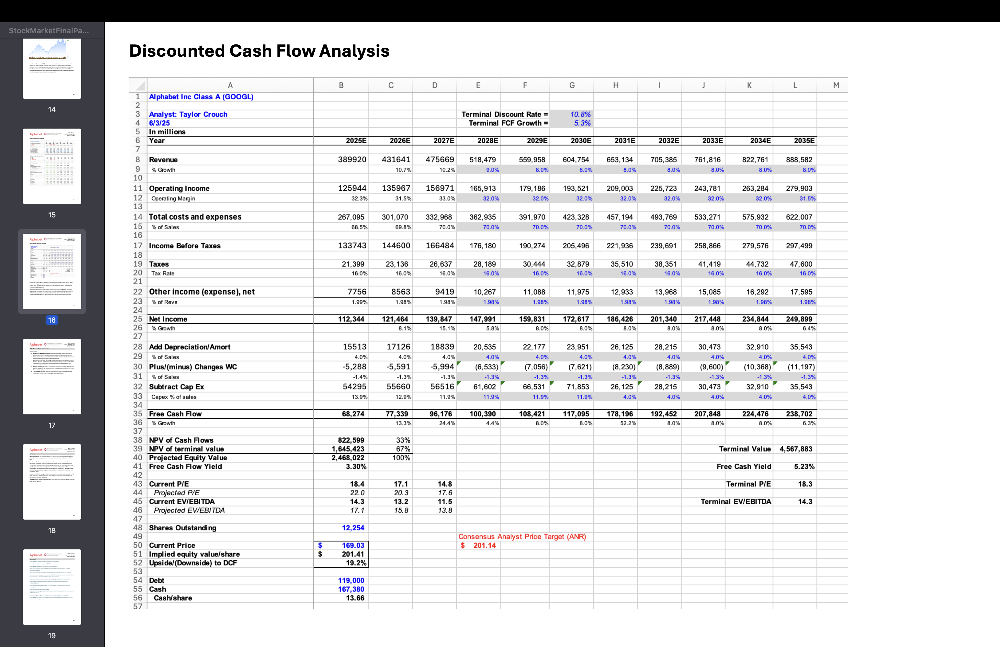 StockMarketFinalPa...
14
Alphabet
15
Alphabet
16
Alphabet
17
Alphabet
18
Alphabet
19
Discounted Cash Flow Analysis
A B C D E F G H I J K L M
1 Alphabet Inc Class A (GOOGL)
2
3 Analyst: Taylor Crouch Terminal Discount Rate = 10.8%
4 6/3/25 Terminal FCF Growth = 5.3%
5 In millions
6 Year 2025E 2026E 2027E 2028E 2029E 2030E 2031E 2032E 2033E 2034E 2035E
7
8 Revenue 389920 431641 475669 518,479 559,958 604,754 653,134 705,385 761,816 822,761 888,582
9 % Growth 10.7% 10.2% 9.0% 8.0% 8.0% 8.0% 8.0% 8.0% 8.0% 8.0%
10
11 Operating Income 125944 135967 156971 165,913 179,186 193,521 209,003 225,723 243,781 263,284 279,903
12 Operating Margin 32.3% 31.5% 33.0% 32.0% 32.0% 32.0% 32.0% 32.0% 32.0% 32.0% 31.5%
13
14 Total costs and expenses 267,095 301,070 332,968 362,935 391,970 423,328 457,194 493,769 533,271 575,932 622,007
15 % of Sales 68.5% 69.8% 70.0% 70.0% 70.0% 70.0% 70.0% 70.0% 70.0% 70.0% 70.0%
16
17 Income Before Taxes 133743 144600 166484 176,180 190,274 205,496 221,936 239,691 258,866 279,576 297,499
18
19 Taxes 21,399 23,136 26,637 28,189 30,444 32,879 35,510 38,351 41,419 44,732 47,600
20 Tax Rate 16.0% 16.0% 16.0% 16.0% 16.0% 16.0% 16.0% 16.0% 16.0% 16.0% 16.0%
21
22 Other income (expense), net 7756 8563 9419 10,267 11,088 11,975 12,933 13,968 15,085 16,292 17,595
23 % of Revs 1.99% 1.98% 1.98% 1.98% 1.98% 1.98% 1.98% 1.98% 1.98% 1.98% 1.98%
24
25 Net Income 112,344 121,464 139,847 147,991 159,831 172,617 186,426 201,340 217,448 234,844 249,899
26 % Growth 8.1% 15.1% 5.8% 8.0% 8.0% 8.0% 8.0% 8.0% 8.0% 6.4%
27
28 Add Depreciation/Amort 15513 17126 18839 20,535 22,177 23,951 26,125 28,215 30,473 32,910 35,543
29 % of Sales 4.0% 4.0% 4.0% 4.0% 4.0% 4.0% 4.0% 4.0% 4.0% 4.0% 4.0%
30 Plus/(minus) Changes WC -5,288 -5,591 -5,994 (6,533) (7,056) (7,621) (8,230) (8,889) (9,600) (10,368) (11,197)
31 % of Sales -1.4% -1.3% -1.3% -1.3% -1.3% -1.3% -1.3% -1.3% -1.3% -1.3% -1.3%
32 Subtract Cap Ex 54295 55660 56516 61,602 66,531 71,853 26,125 28,215 30,473 32,910 35,543
33 Capex % of sales 13.9% 12.9% 11.9% 11.9% 11.9% 11.9% 4.0% 4.0% 4.0% 4.0% 4.0%
34
35 Free Cash Flow 68,274 77,339 96,176 100,390 108,421 117,095 178,196 192,452 207,848 224,476 238,702
36 % Growth 13.3% 24.4% 4.4% 8.0% 8.0% 52.2% 8.0% 8.0% 8.0% 6.3%
37
38 NPV of Cash Flows 822,599 33%
39 NPV of terminal value 1,645,423 67% Terminal Value 4,567,883
40 Projected Equity Value 2,468,022 100%
41 Free Cash Flow Yield 3.30% Free Cash Yield 5.23%
42
43 Current P/E 18.4 17.1 14.8 Terminal P/E 18.3
44 Projected P/E 22.0 20.3 17.6
45 Current EV/EBITDA 14.3 13.2 11.5 Terminal EV/EBITDA 14.3
46 Projected EV/EBITDA 17.1 15.8 13.8
47
48 Shares Outstanding 12,254
49 Consensus Analyst Price Target (ANR)
50 Current Price $ 169.03 $ 201.14
51 Implied equity value/share $ 201.41
52 Upside/(Downside) to DCF 19.2%
53
54 Debt 119,000
55 Cash 167,380
56 Cash/share 13.66
57